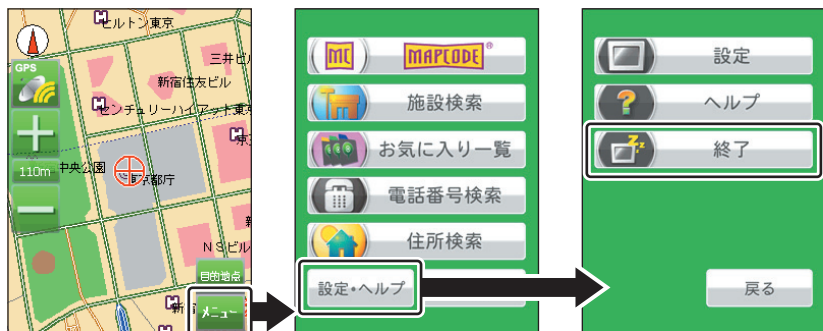 ヒルトン東京
三井ビ
GPS
新宿住友ビル
センチュリーハイアット東京
110m
中央公園
東京都庁
NSビル
目的地点
メニュー
MC MAPCODE®
施設検索
お気に入り一覧
電話番号検索
住所検索
設定・ヘルプ
設定
ヘルプ
終了
戻る